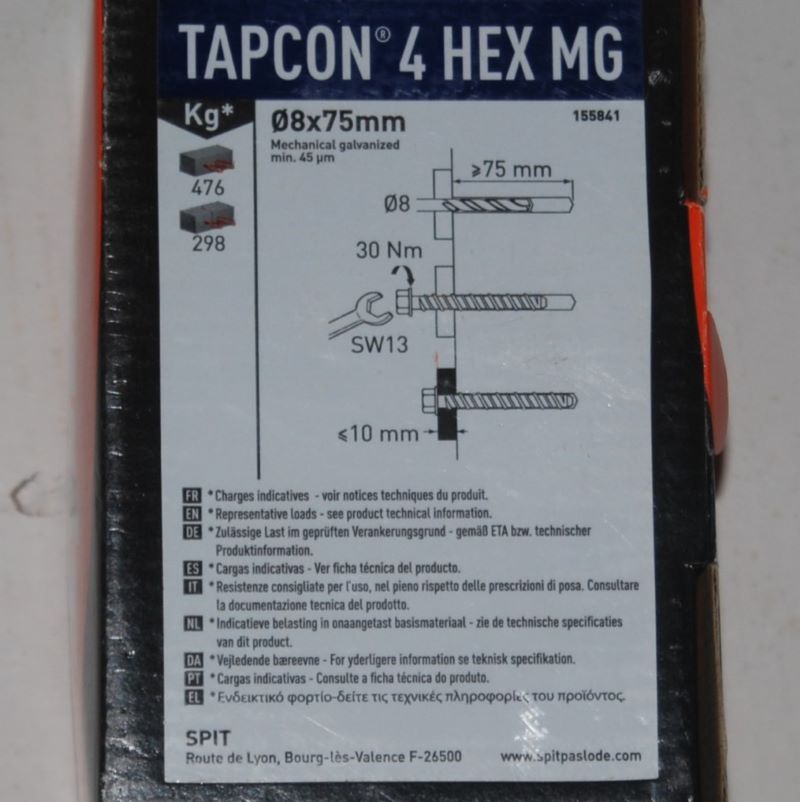 TAPCON® 4 HEX MG
Kg*
Ø8x75mm
155841
Mechanical galvanized
min. 45 µm
476
298
≥75 mm
Ø8
30 Nm
SW13
≤10 mm
FR *Charges indicatives - voir notices techniques du produit.
EN *Representative loads - see product technical information.
DE *Zulässige Last im geprüften Verankerungsgrund - gemäß ETA bzw. technischer
Produktinformation.
ES *Cargas indicativas - Ver ficha técnica del producto.
IT *Resistenze consigliate per l'uso, nel pieno rispetto delle prescrizioni di posa. Consultare
la documentazione tecnica del prodotto.
NL *Indicatieve belasting in onaangetast basismateriaal - zie de technische specificaties
van dit product.
DA *Vejledende bæreevne - For yderligere information se teknisk specifikation.
PT *Cargas indicativas - Consulte a ficha técnica do produto.
EL *Ενδεικτικό φορτίο-δείτε τις τεχνικές πληροφορίες του προϊόντος.
SPIT
Route de Lyon, Bourg-lès-Valence F-26500
www.spitpaslode.com